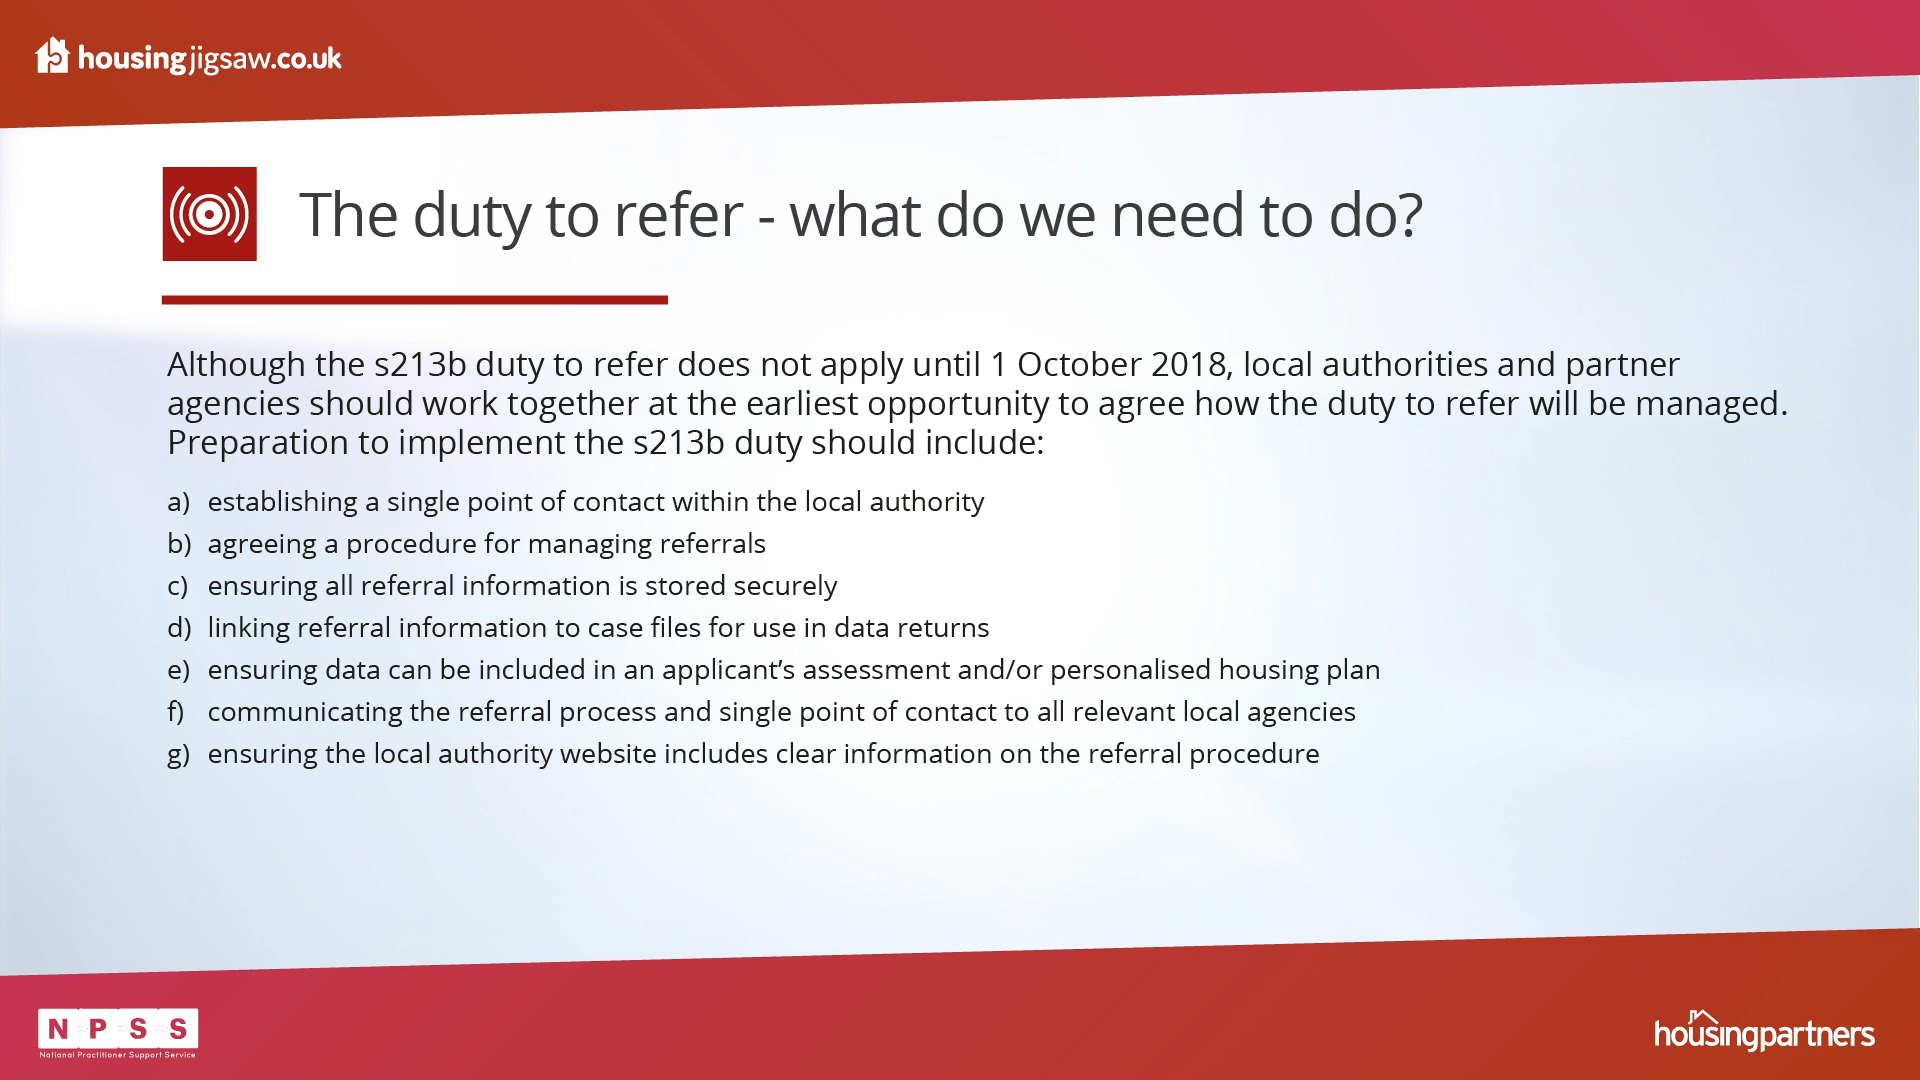 housingjigsaw.co.uk
The duty to refer - what do we need to do?
Although the s213b duty to refer does not apply until 1 October 2018, local authorities and partner
agencies should work together at the earliest opportunity to agree how the duty to refer will be managed.
Preparation to implement the s213b duty should include:
a) establishing a single point of contact within the local authority
b) agreeing a procedure for managing referrals
c) ensuring all referral information is stored securely
d) linking referral information to case files for use in data returns
e) ensuring data can be included in an applicant’s assessment and/or personalised housing plan
f) communicating the referral process and single point of contact to all relevant local agencies
g) ensuring the local authority website includes clear information on the referral procedure
NPSS
National Practitioner Support Service
housingpartners